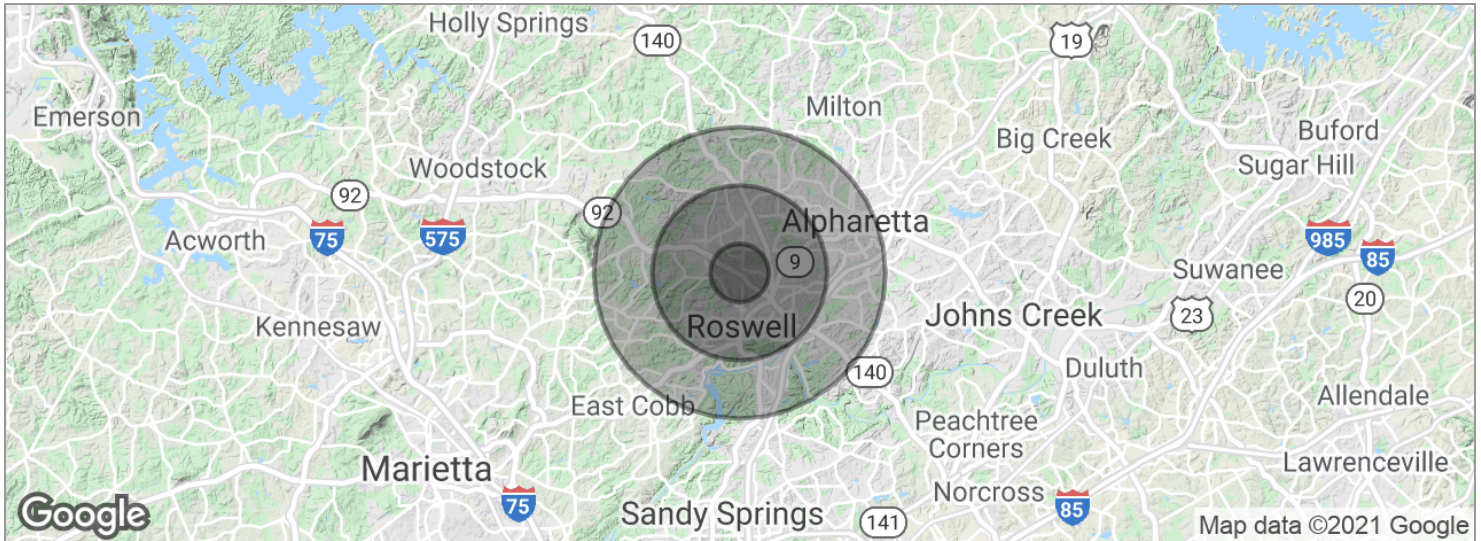 Holly Springs
140
19
Emerson
Milton
Big Creek
Buford
Sugar Hill
Woodstock
92
92
Alpharetta
Acworth
75
575
9
985
85
Suwanee
20
Kennesaw
Roswell
Johns Creek
23
140
Duluth
East Cobb
Allendale
Peachtree
Corners
Marietta
Lawrenceville
Norcross
75
85
Google
Sandy Springs
141
Map data ©2021 Google